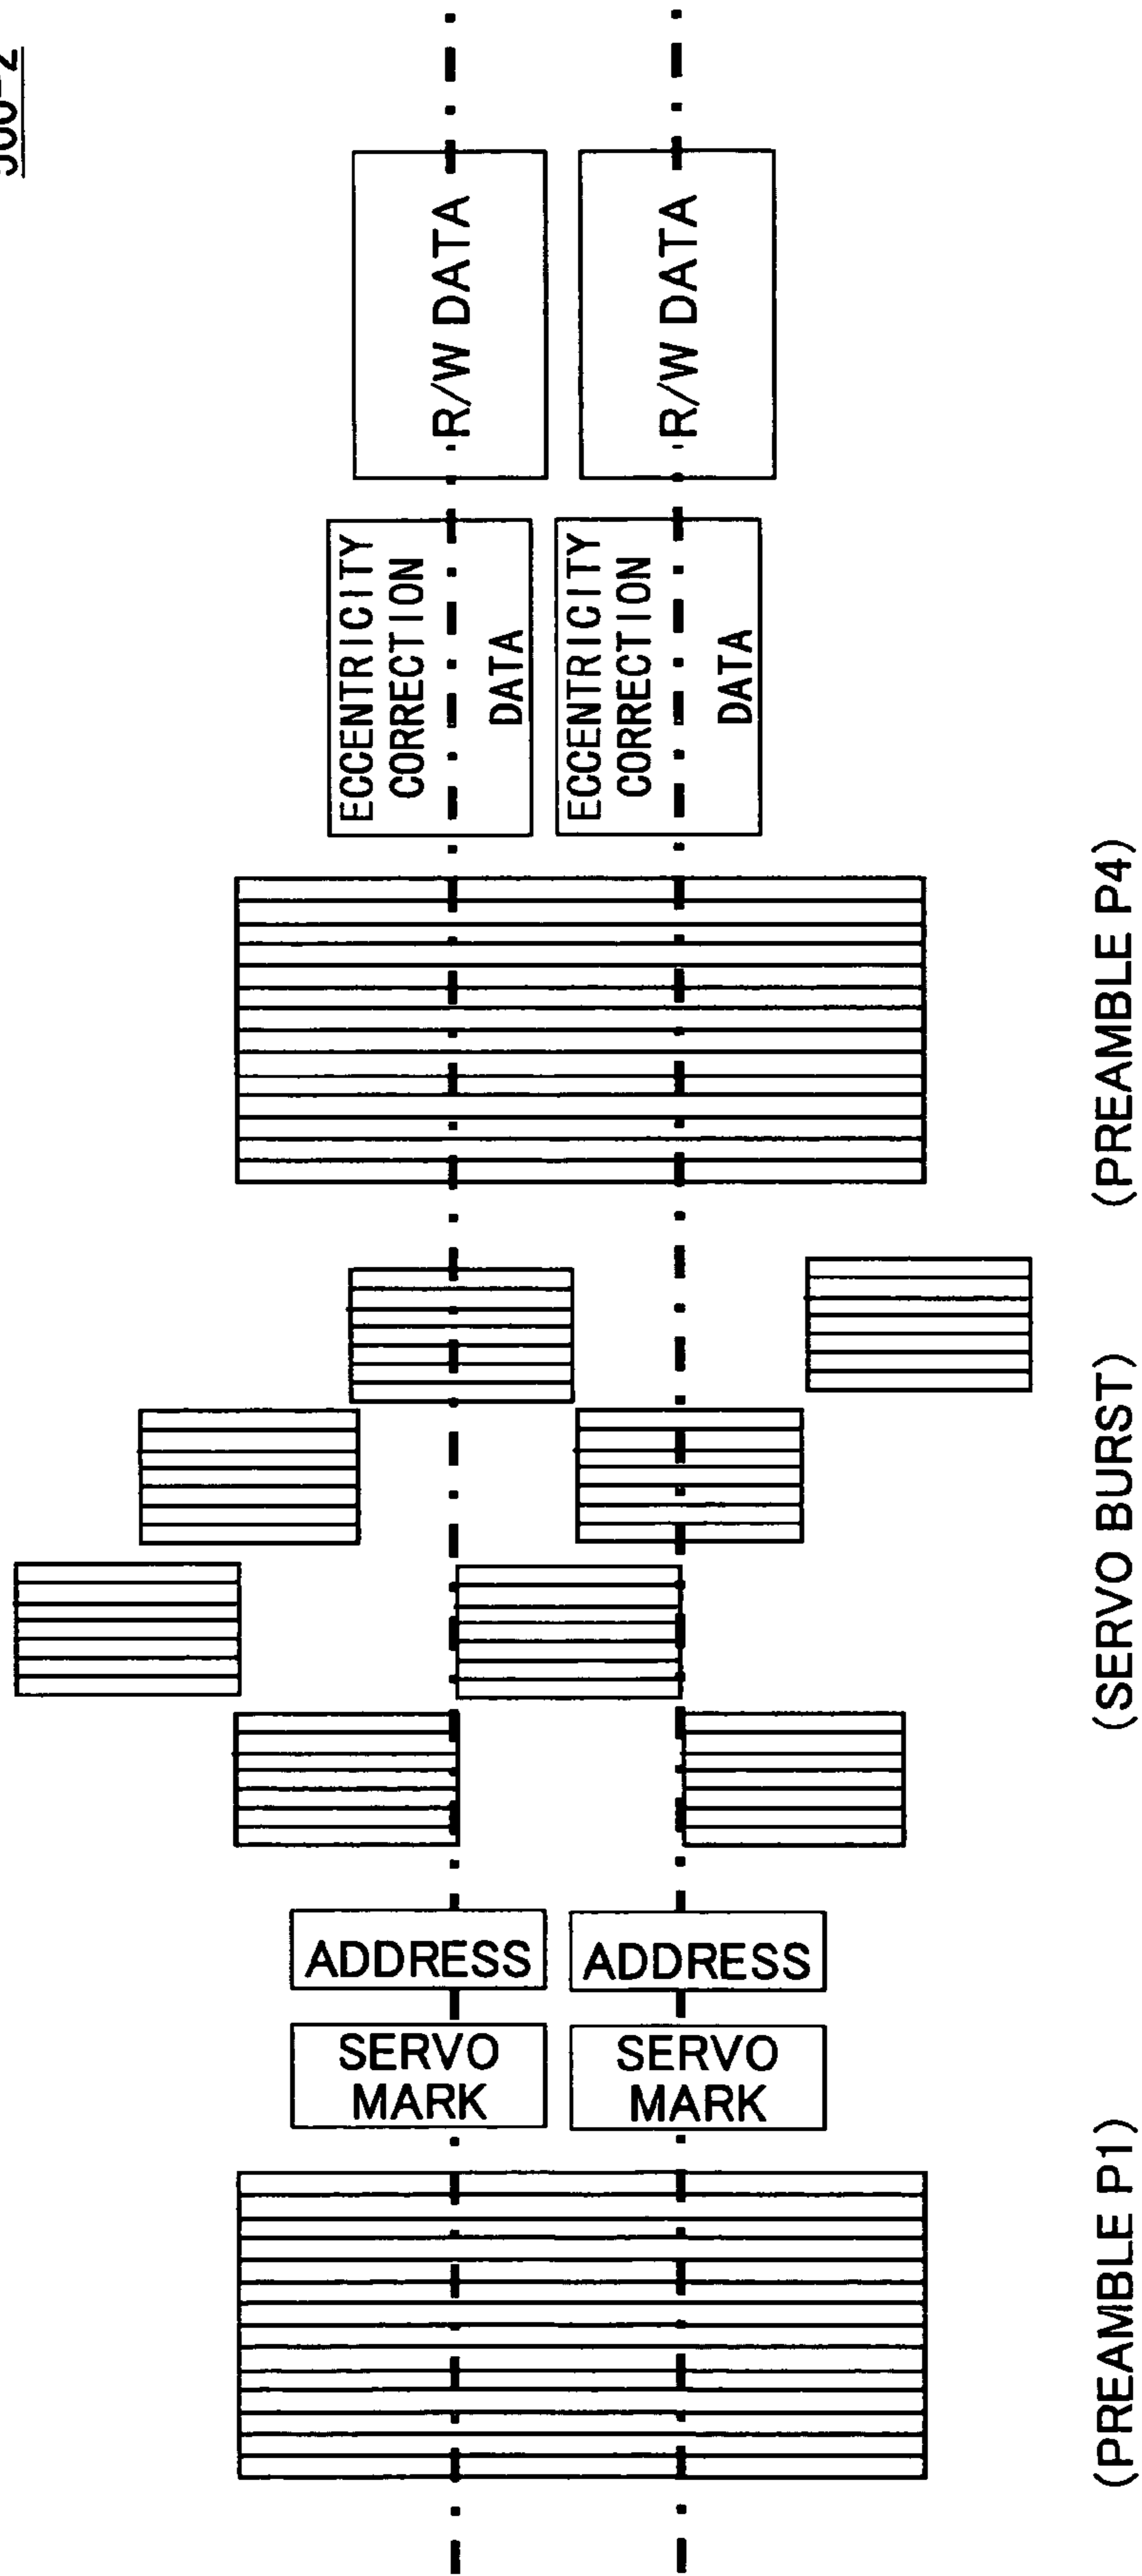 SERVO
MARK
ADDRESS
ECCENTRICITY
CORRECTION
DATA
R/W DATA
SERVO
MARK
ADDRESS
ECCENTRICITY
CORRECTION
DATA
R/W DATA
(PREAMBLE P1)
(SERVO BURST)
(PREAMBLE P4)